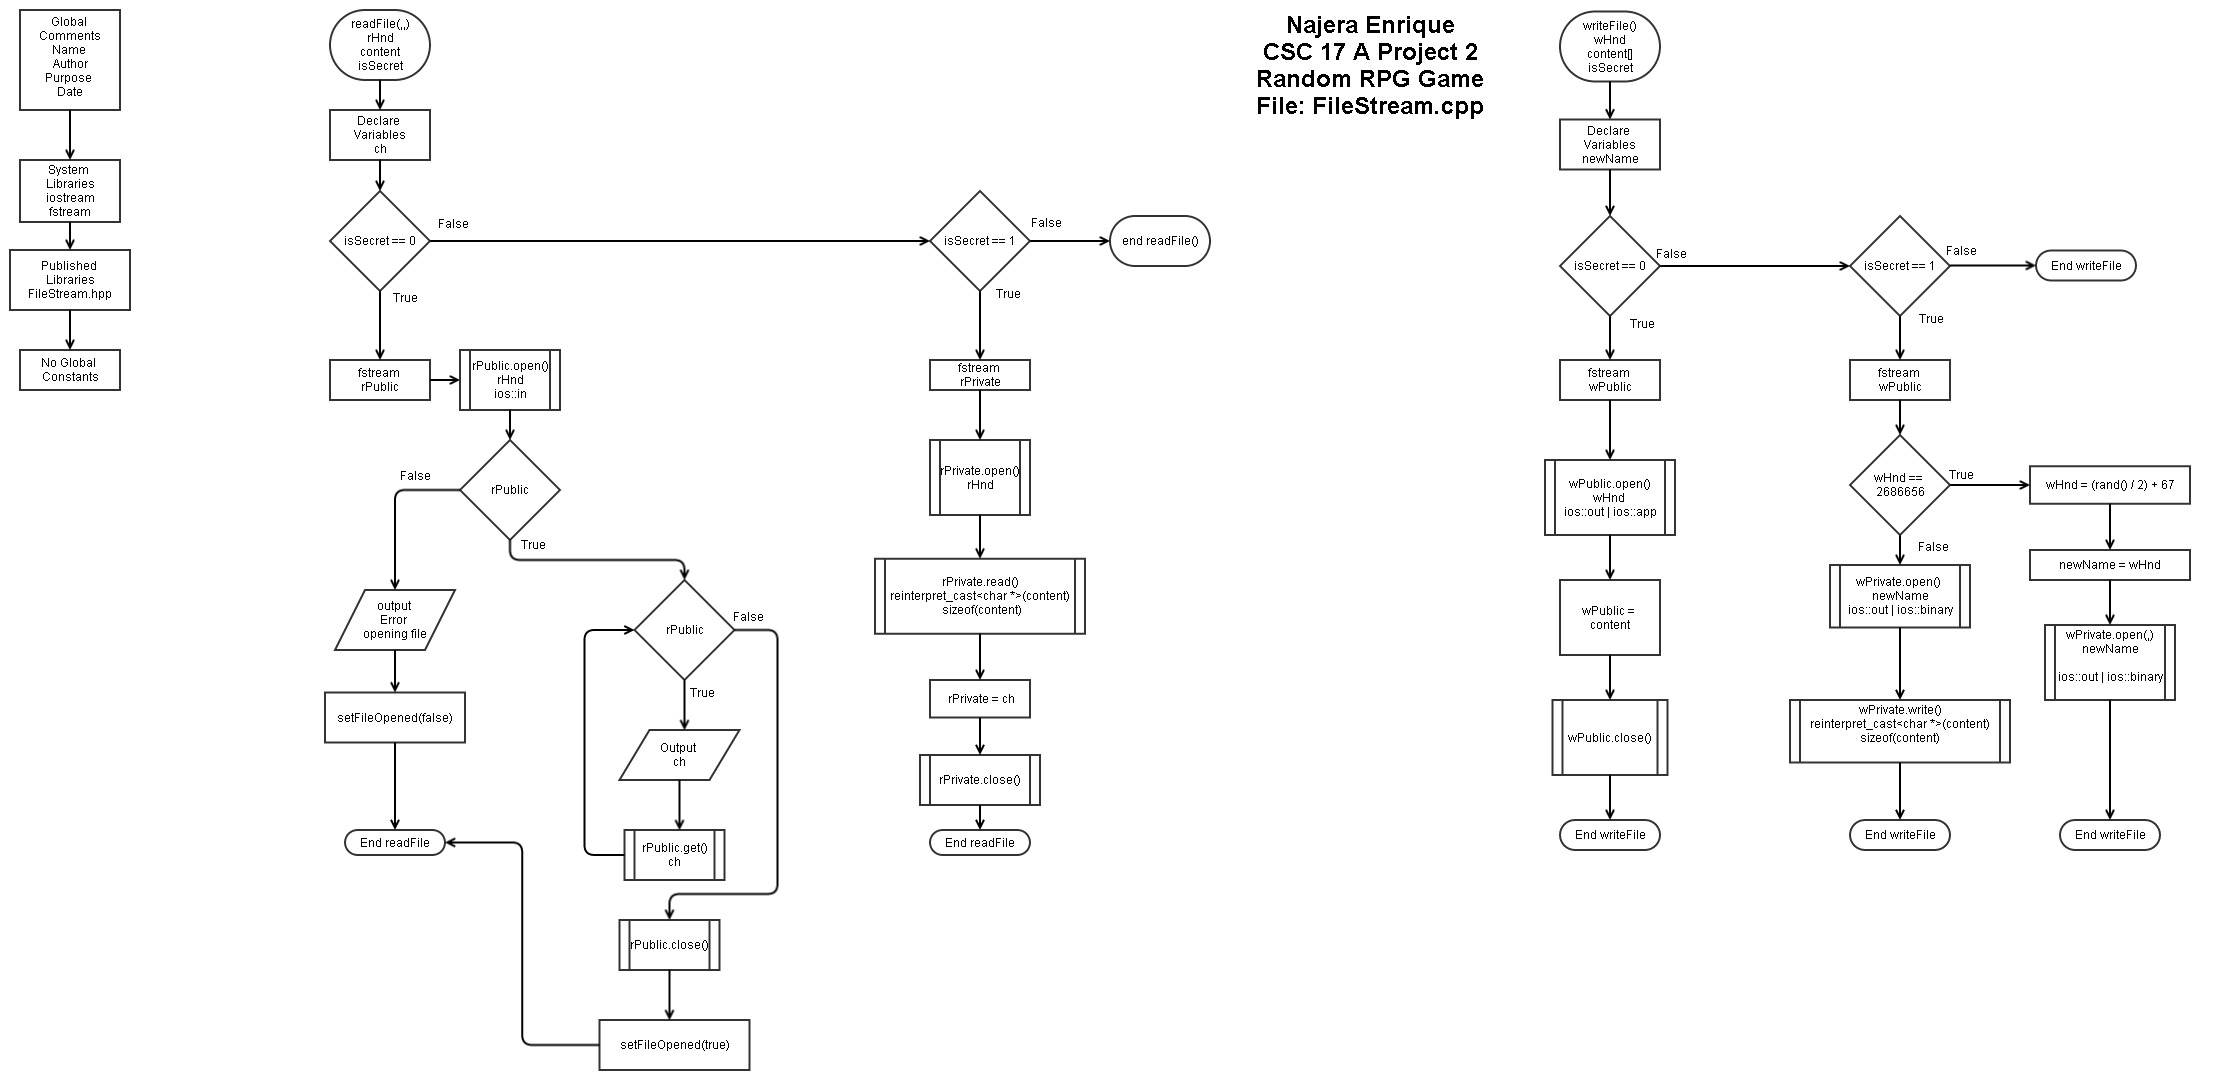 Global
Comments
Name
Author
Purpose
Date
System
Libraries
iostream
fstream
Published
Libraries
FileStream.hpp
No Global
Constants
readFile(,,)
rHnd
content
isSecret
Declare
Variables
ch
isSecret == 0
False
True
isSecret == 1
False
True
end readFile()
fstream
rPublic
rPublic.open()
rHnd
ios::in
rPublic
False
True
output
Error
opening file
setFileOpened(false)
End readFile
rPublic
False
True
Output
ch
rPublic.get()
ch
rPublic.close()
setFileOpened(true)
fstream
rPrivate
rPrivate.open()
rHnd
rPrivate.read()
reinterpret_cast<char *>(content)
sizeof(content)
rPrivate = ch
rPrivate.close()
End readFile
Najera Enrique
CSC 17 A Project 2
Random RPG Game
File: FileStream.cpp
writeFile()
wHnd
content[]
isSecret
Declare
Variables
newName
isSecret == 0
False
True
isSecret == 1
False
True
End writeFile
fstream
wPublic
wPublic.open()
wHnd
ios::out | ios::app
wPublic =
content
wPublic.close()
End writeFile
fstream
wPublic
wHnd ==
2686656
True
False
wPrivate.open()
newName
ios::out | ios::binary
wPrivate.write()
reinterpret_cast<char *>(content)
sizeof(content)
End writeFile
wHnd = (rand() / 2) + 67
newName = wHnd
wPrivate.open(,)
newName
ios::out | ios::binary
End writeFile